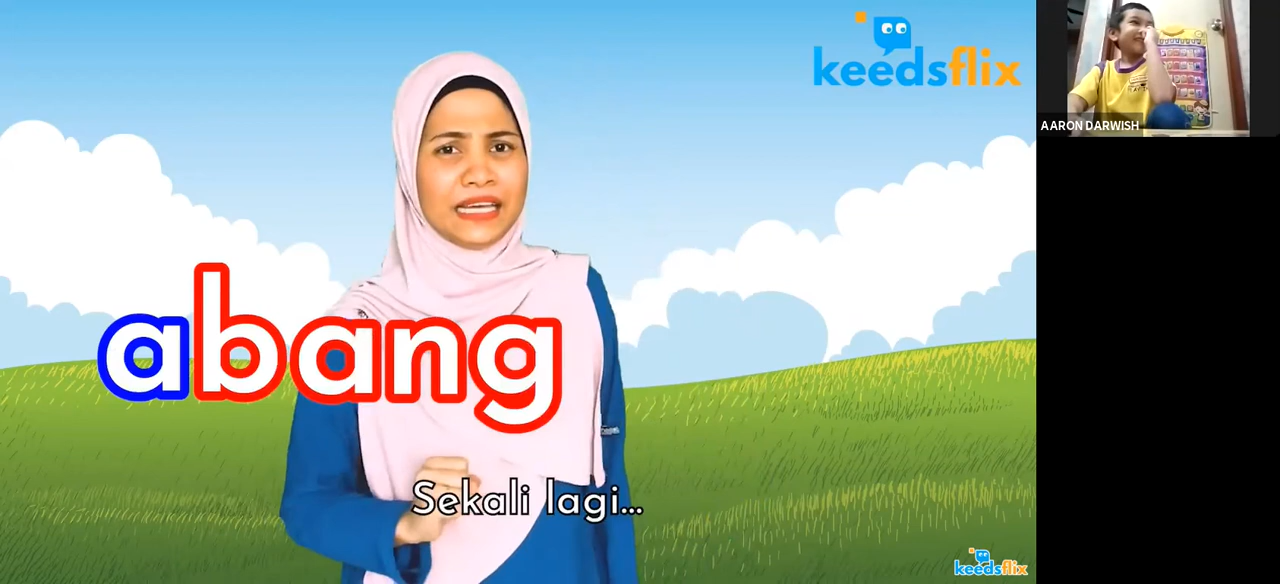 keedsflix
AARON DARWISH
abang
Sekali lagi...
keedsflix